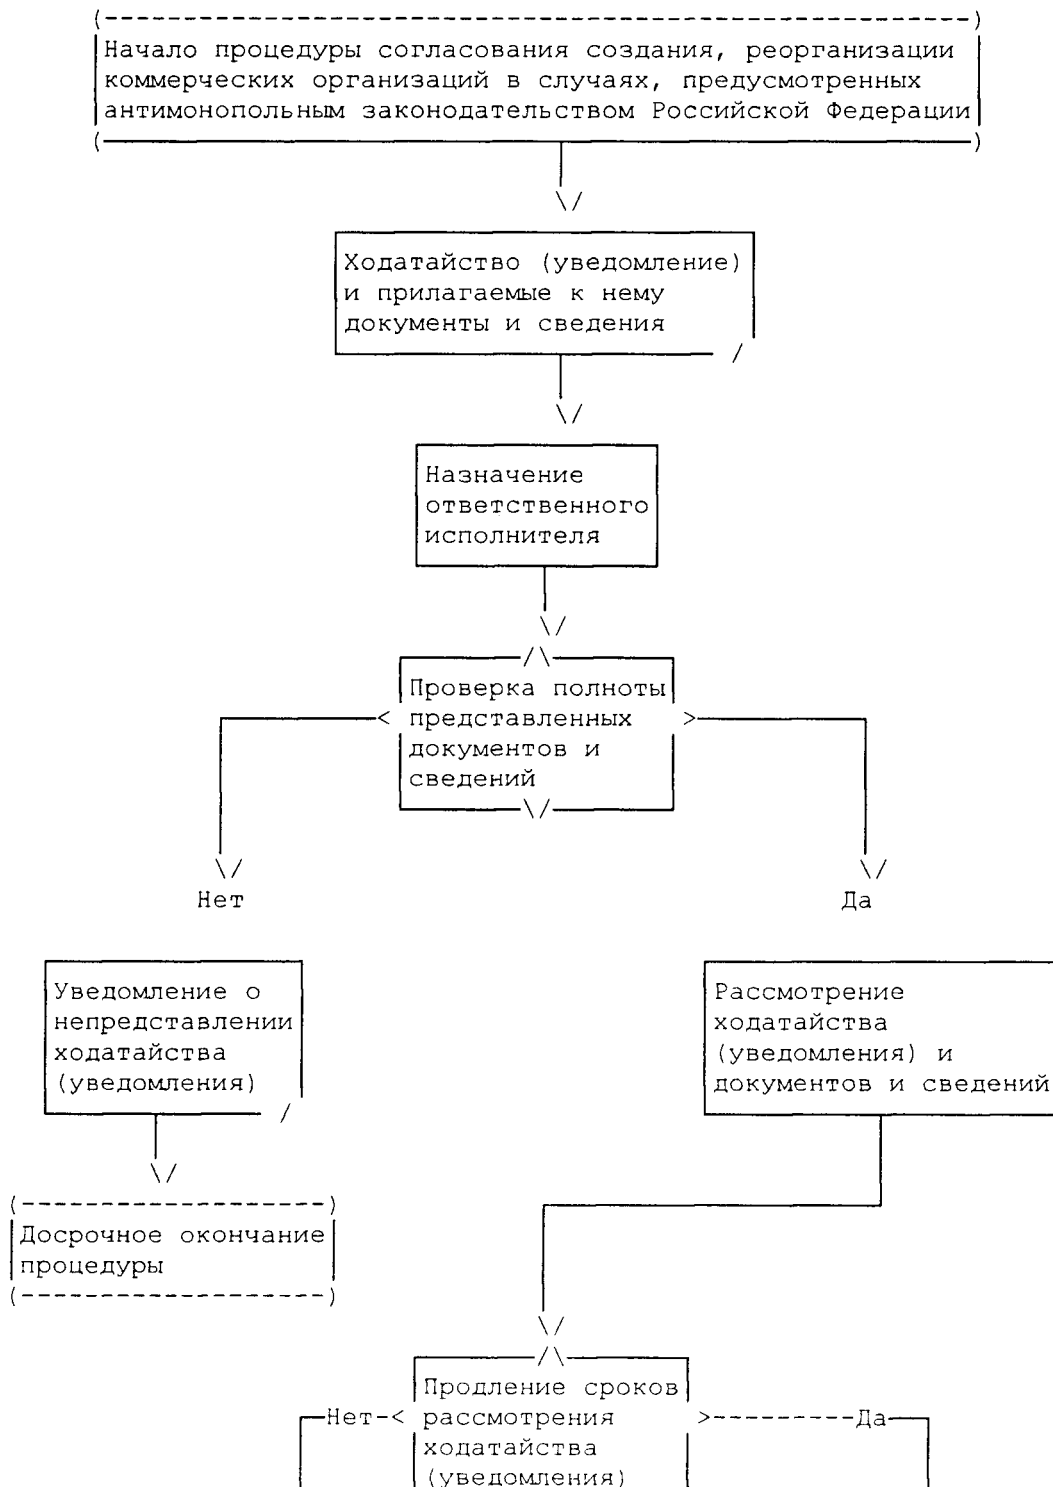 Начало процедуры согласования создания, реорганизации
коммерческих организаций в случаях, предусмотренных
антимонопольным законодательством Российской Федерации
Ходатайство (уведомление)
и прилагаемые к нему
документы и сведения
Назначение
ответственного
исполнителя
Проверка полноты
представленных
документов и
сведений
Нет
Да
Уведомление о
непредставлении
ходатайства
(уведомления)
Рассмотрение
ходатайства
(уведомления) и
документов и сведений
Досрочное окончание
процедуры
Продление сроков
Нет
рассмотрения
Да
ходатайства
(уведомления)